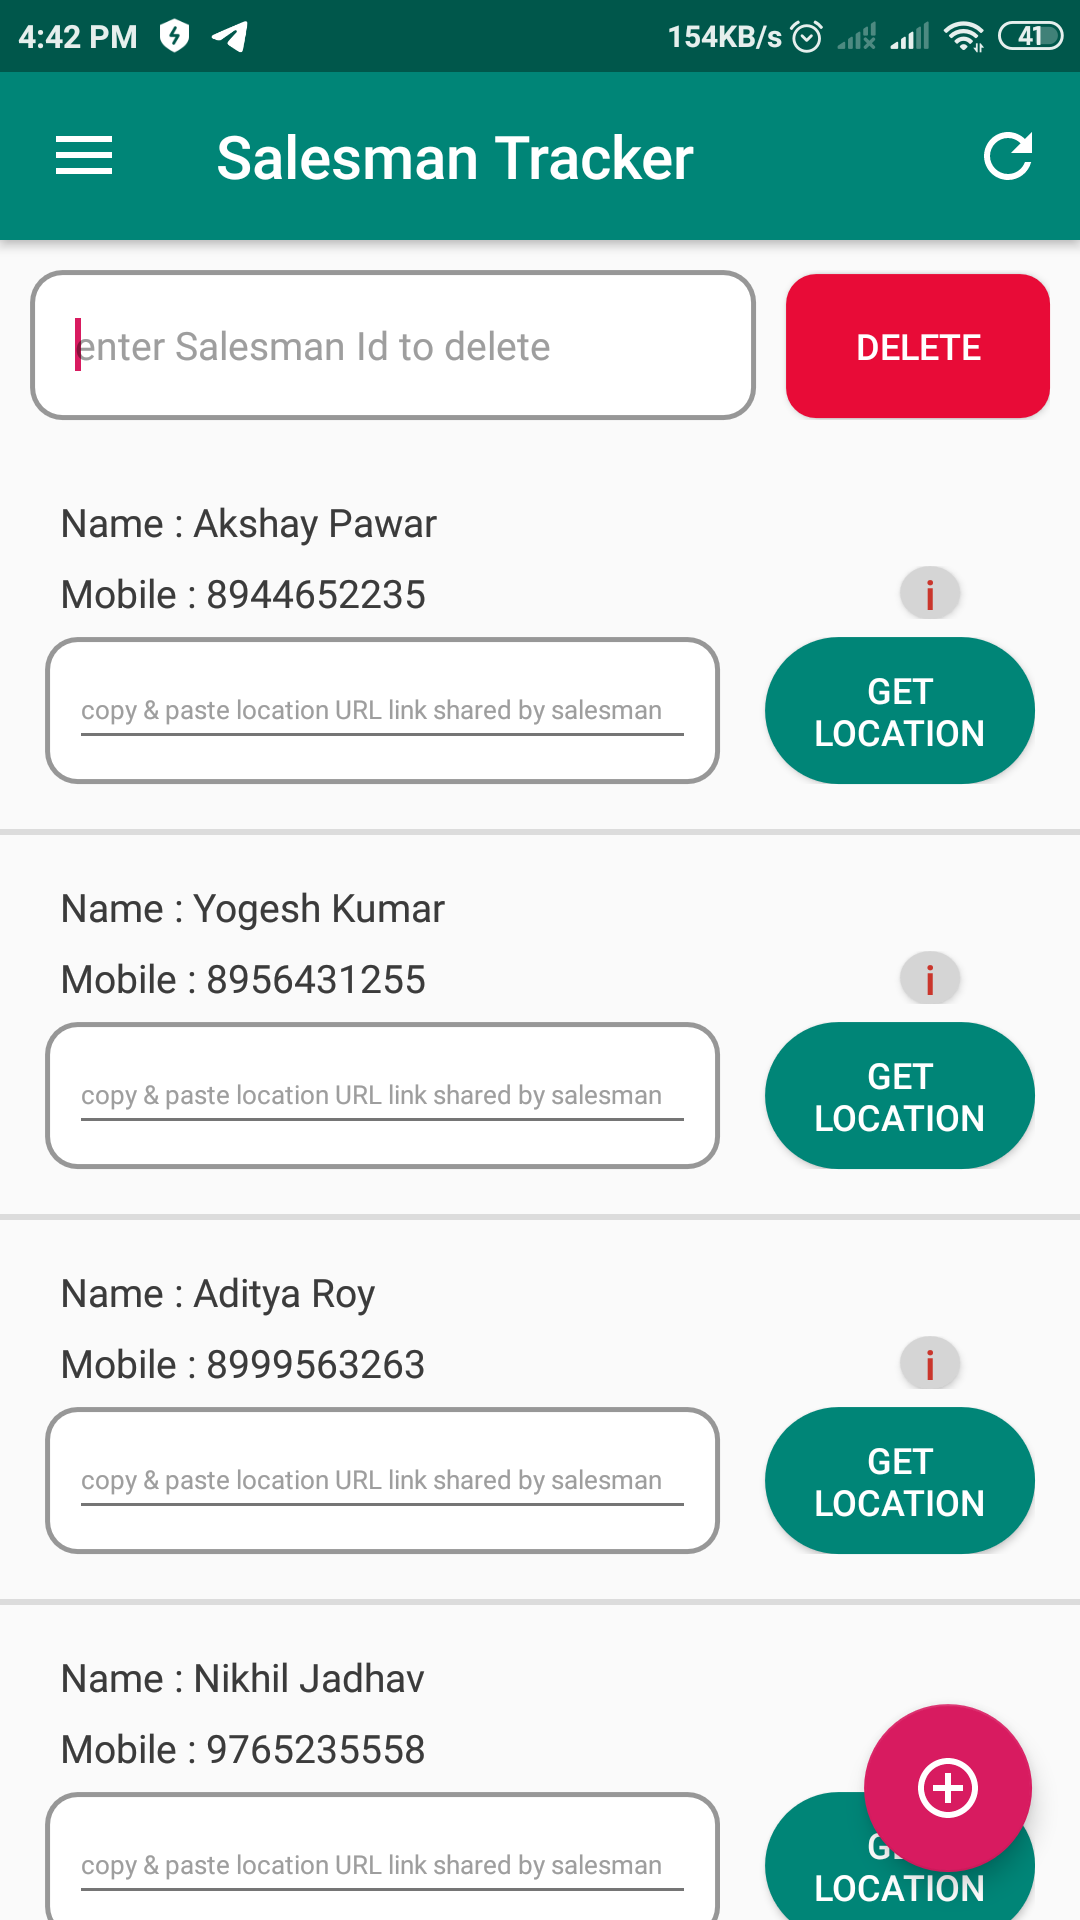 4:42 PM 154KB/s 41
Salesman Tracker
enter Salesman Id to delete
DELETE
Name : Akshay Pawar
Mobile : 8944652235
i
copy & paste location URL link shared by salesman
GET
LOCATION
Name : Yogesh Kumar
Mobile : 8956431255
i
copy & paste location URL link shared by salesman
GET
LOCATION
Name : Aditya Roy
Mobile : 8999563263
i
copy & paste location URL link shared by salesman
GET
LOCATION
Name : Nikhil Jadhav
Mobile : 9765235558
copy & paste location URL link shared by salesman
LOCATION